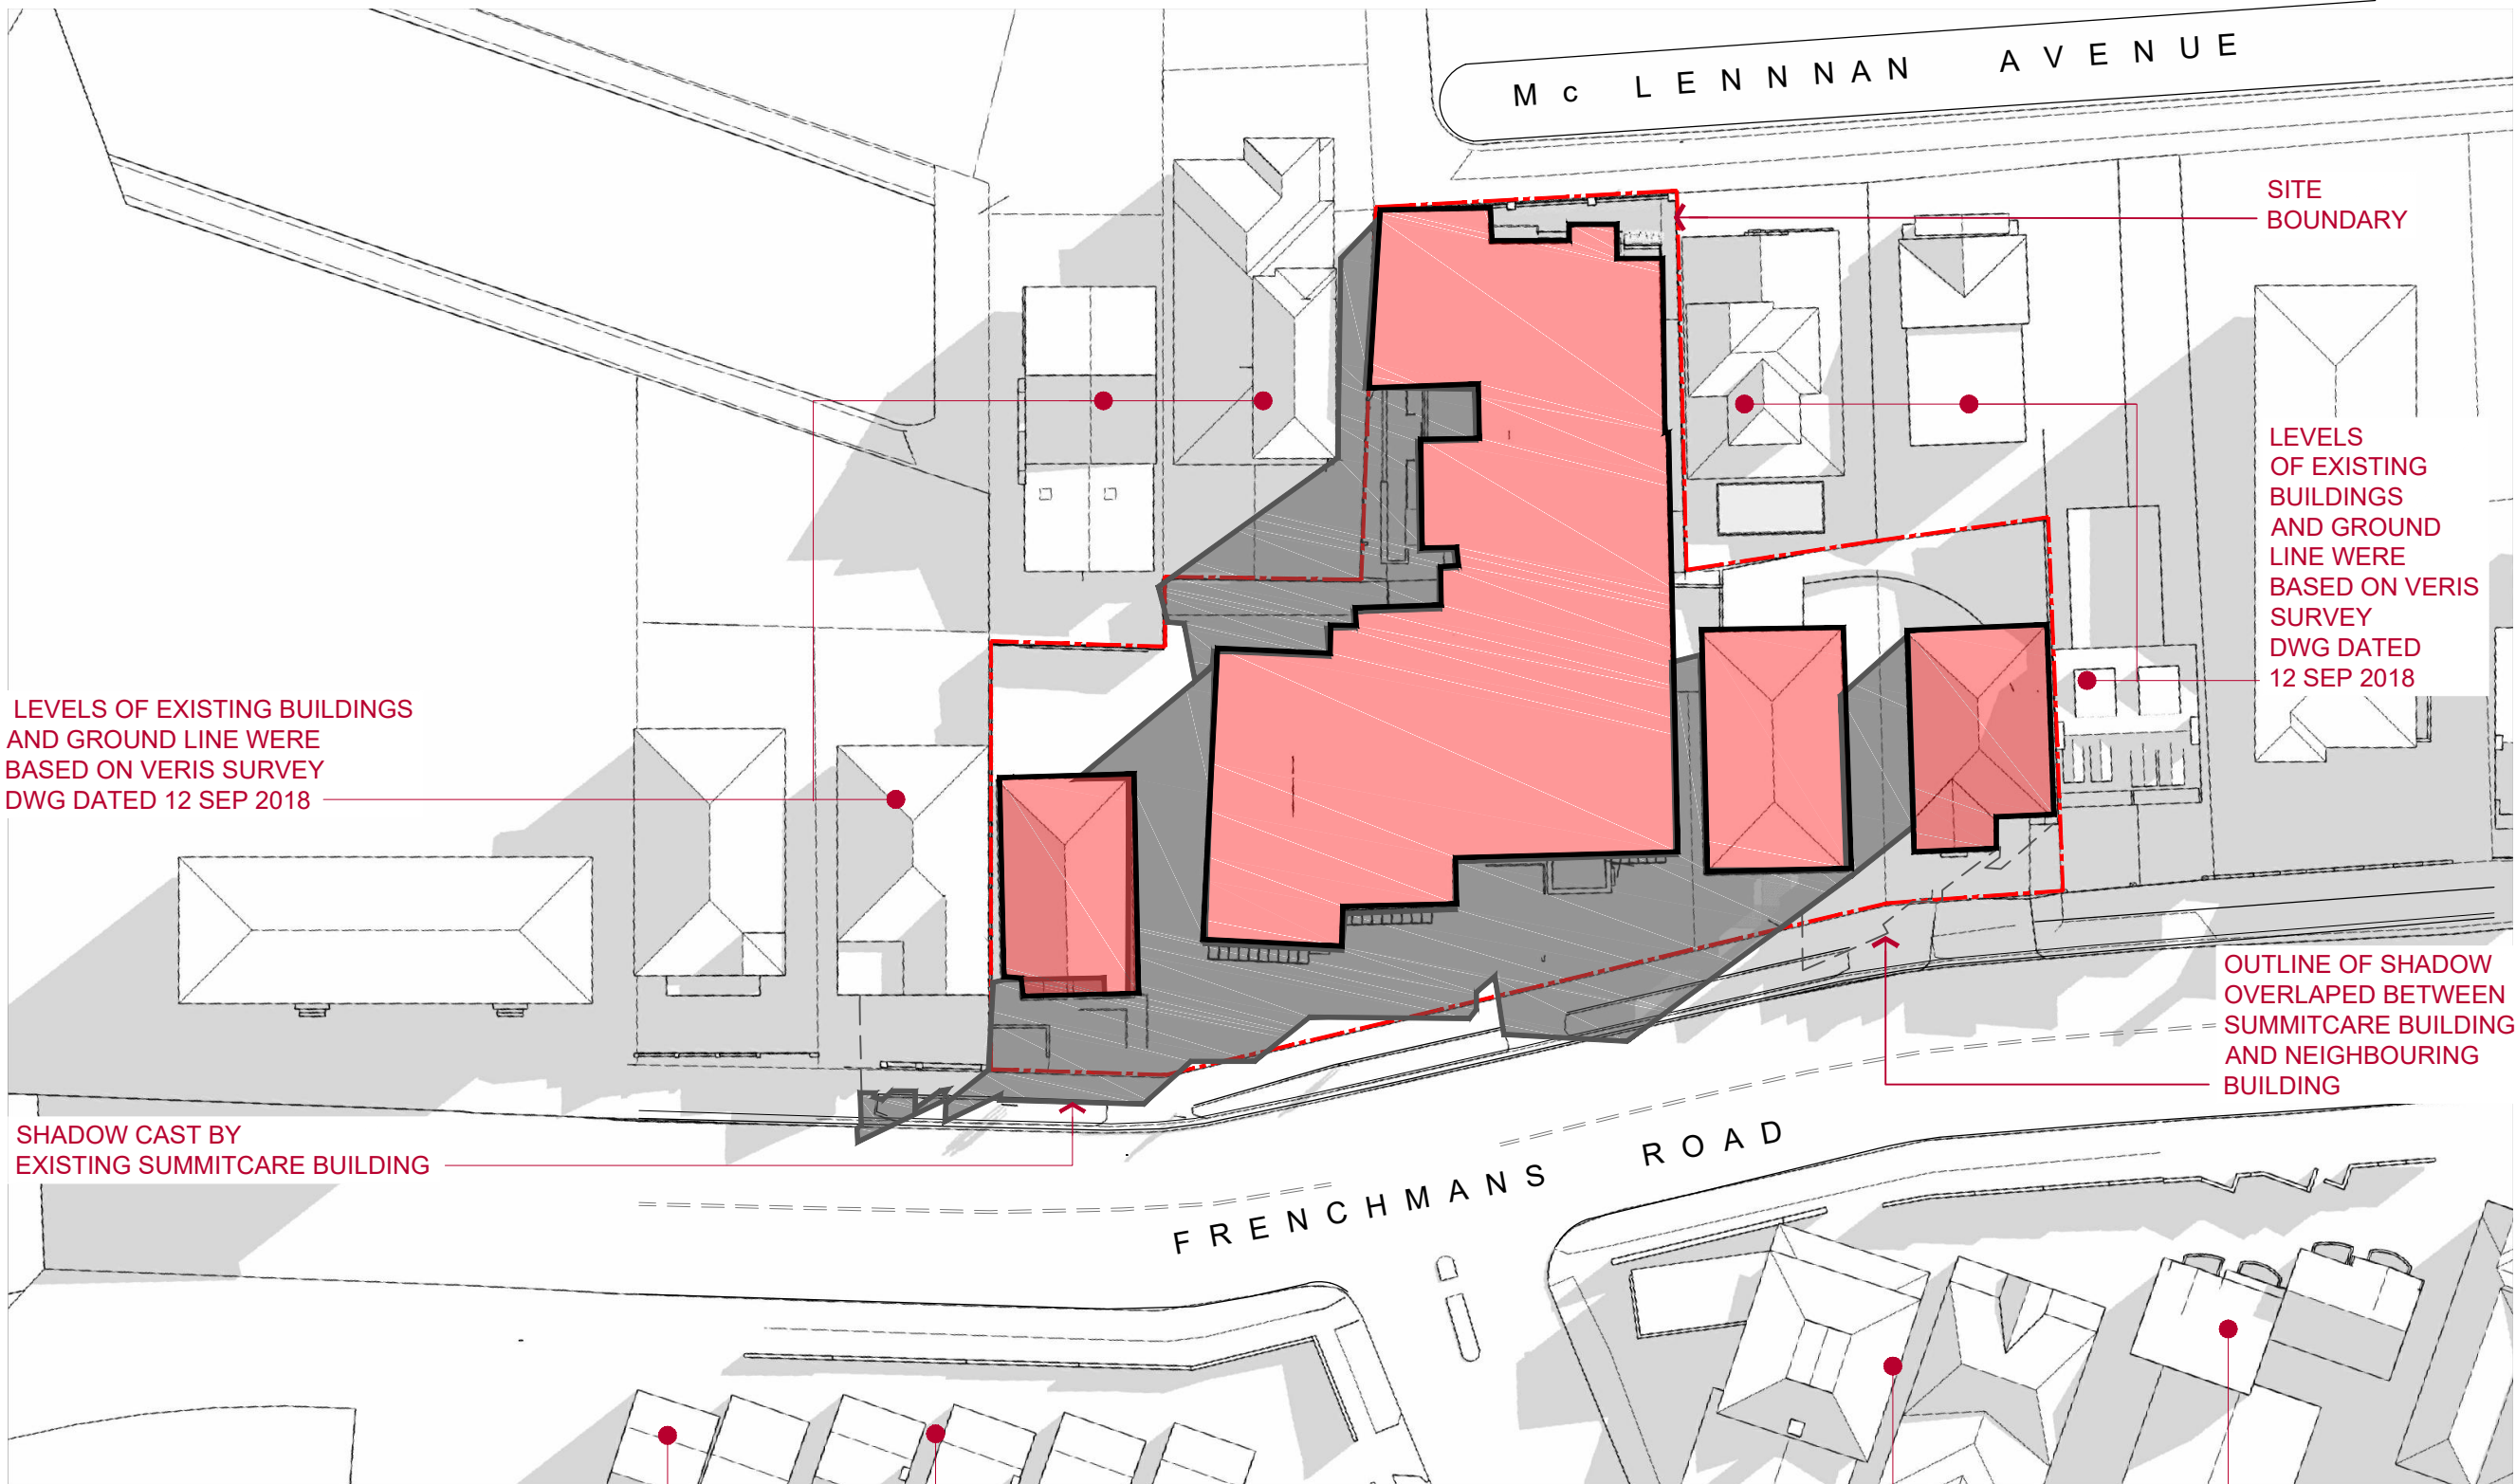 Mc LENNNAN AVENUE
SITE
BOUNDARY
LEVELS
OF EXISTING
BUILDINGS
AND GROUND
LINE WERE
BASED ON VERIS
SURVEY
DWG DATED
12 SEP 2018
LEVELS OF EXISTING BUILDINGS
AND GROUND LINE WERE
BASED ON VERIS SURVEY
DWG DATED 12 SEP 2018
OUTLINE OF SHADOW
OVERLAPED BETWEEN
SUMMITCARE BUILDING
AND NEIGHBOURING
BUILDING
SHADOW CAST BY
EXISTING SUMMITCARE BUILDING
FRENCHMANS ROAD